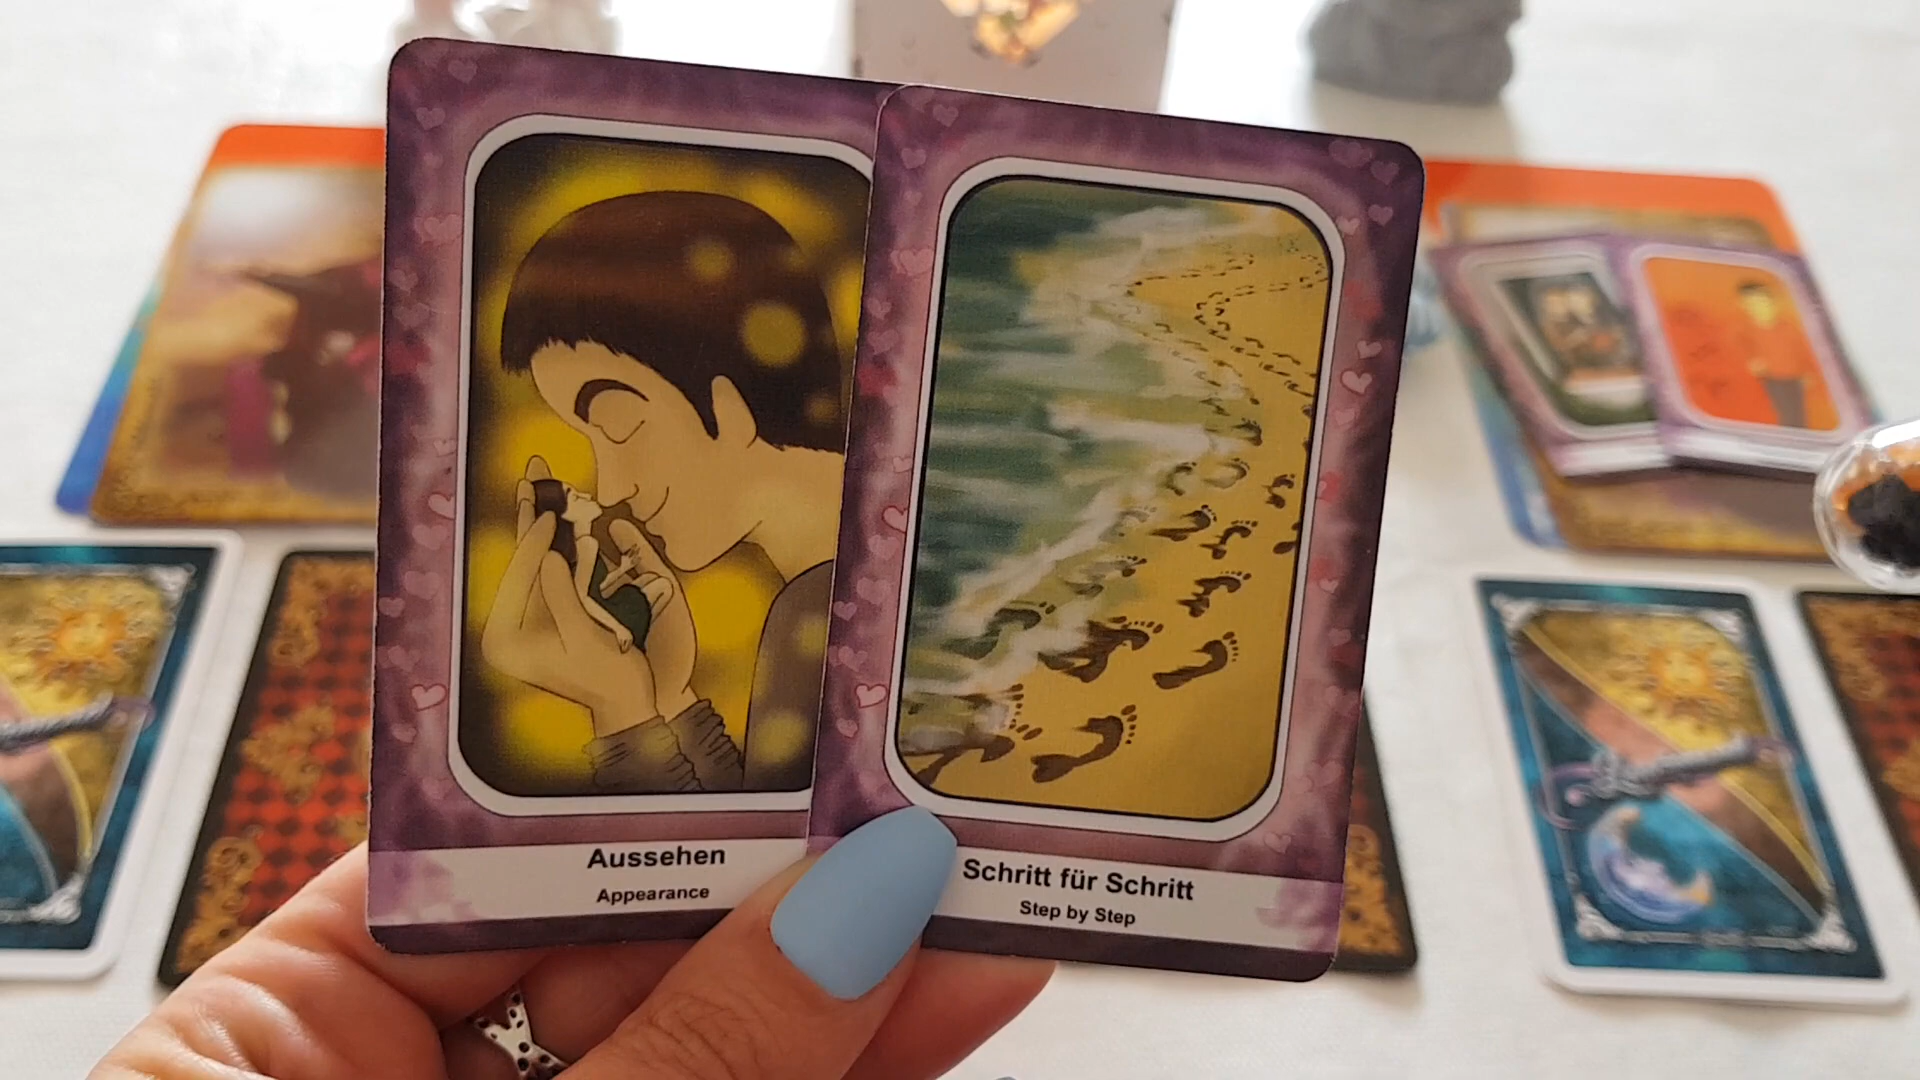 Aussehen
Appearance
Schritt für Schritt
Step by Step